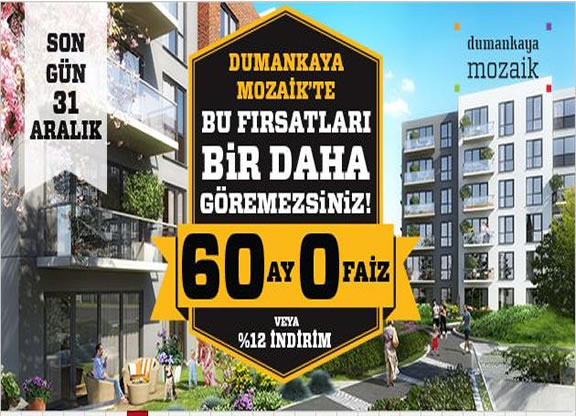 SON
GÜN
31
ARALIK
DUMANKAYA
MOZAİK'TE
BU FIRSATLARI
BİR DAHA
GÖREMEZSİNİZ!
60 AY 0 FAİZ
VEYA
%12 İNDİRİM
dumankaya
mozaik